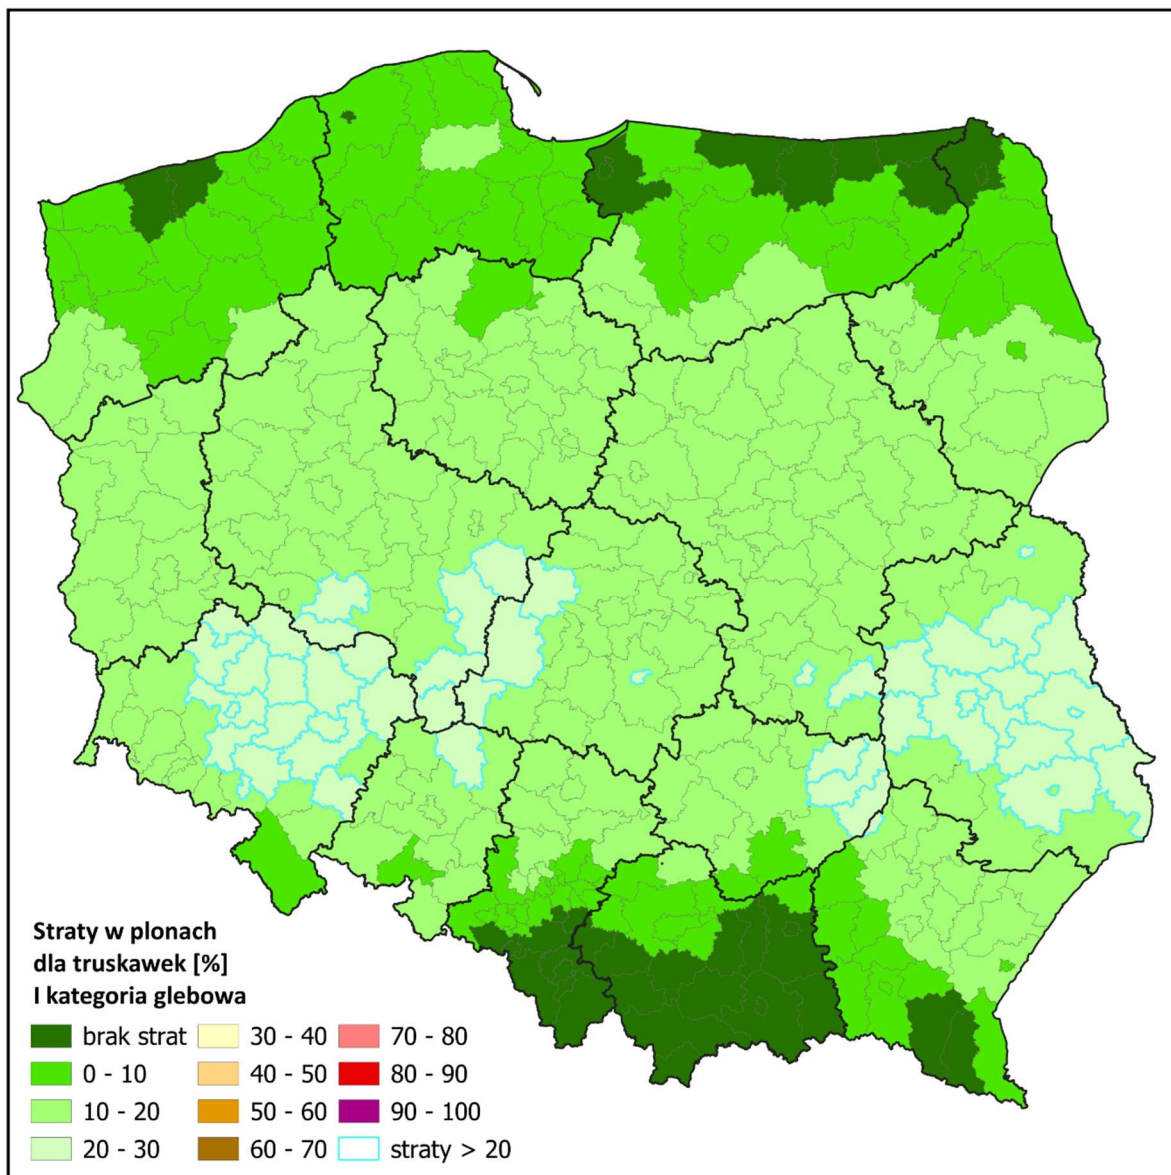 Straty w plonach
dla truskawek [%]
I kategoria glebowa
brak strat
0 - 10
10 - 20
20 - 30
30 - 40
40 - 50
50 - 60
60 - 70
70 - 80
80 - 90
90 - 100
straty > 20